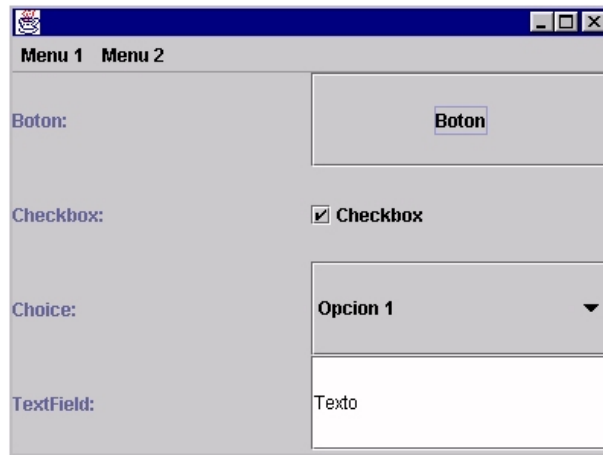 Menu 1 Menu 2
Boton: Boton
Checkbox: Checkbox
Choice: Opcion 1
TextField: Texto